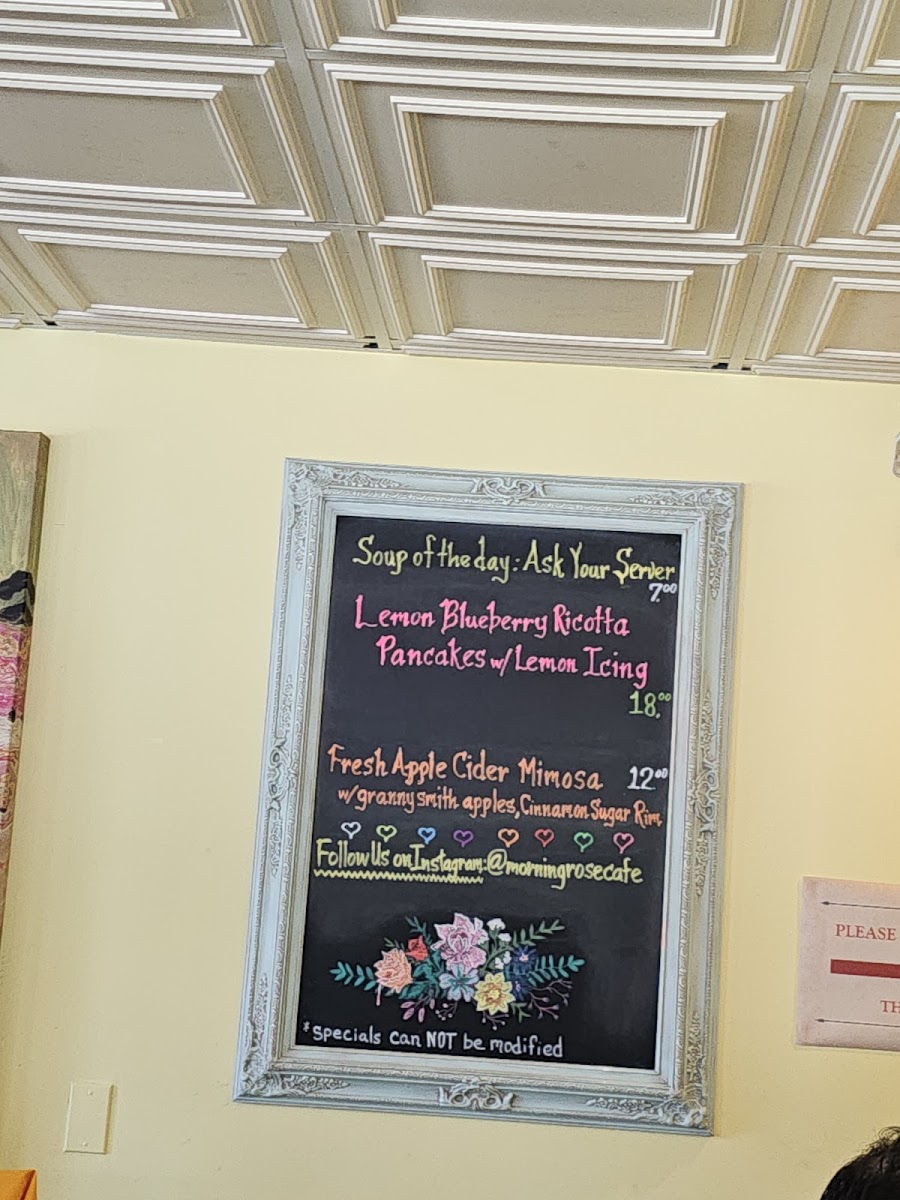 Soup of the day: Ask Your Server
7.00
Lemon Blueberry Ricotta
Pancakes w/ Lemon Icing
18.00
Fresh Apple Cider Mimosa 12.00
w/granny smith apples, Cinnamon Sugar Rim
Follow Us on Instagram: @morningrosecafe
*Specials can NOT be modified
PLEASE
TH